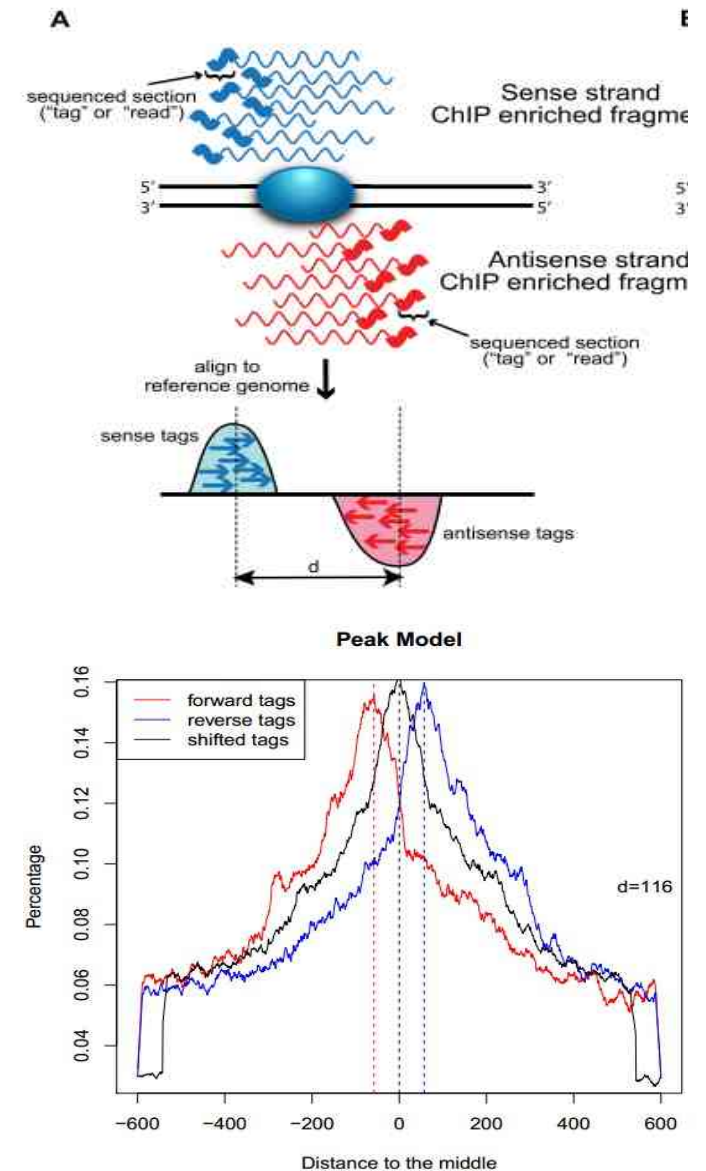 A
sequenced section
("tag" or "read")
Sense strand
ChIP enriched fragme
5'
3'
3'
5'
5'
3'
Antisense strand
ChIP enriched fragm
sequenced section
("tag" or "read")
align to
reference genome
sense tags
antisense tags
d
Peak Model
forward tags
reverse tags
shifted tags
d=116
Percentage
0.16
0.14
0.12
0.10
0.08
0.06
0.04
−600
−400
−200
0
200
400
600
Distance to the middle